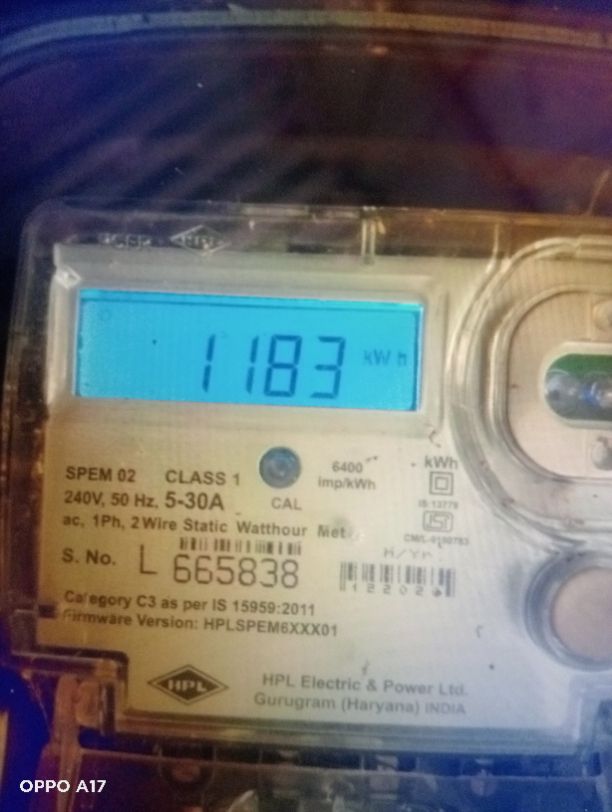 HPL
1183 kWh
6400
imp/kWh
kWh
SPEM 02 CLASS 1
240V, 50 Hz, 5-30A
CAL
IS 13779
ac, 1Ph, 2 Wire Static Watthour
M/Yr
S. No. L 665838
Category C3 as per IS 15959:2011
Firmware Version: HPLSPEM6XXX01
HPL
HPL Electric & Power Ltd.
Gurugram (Haryana) INDIA
OPPO A17